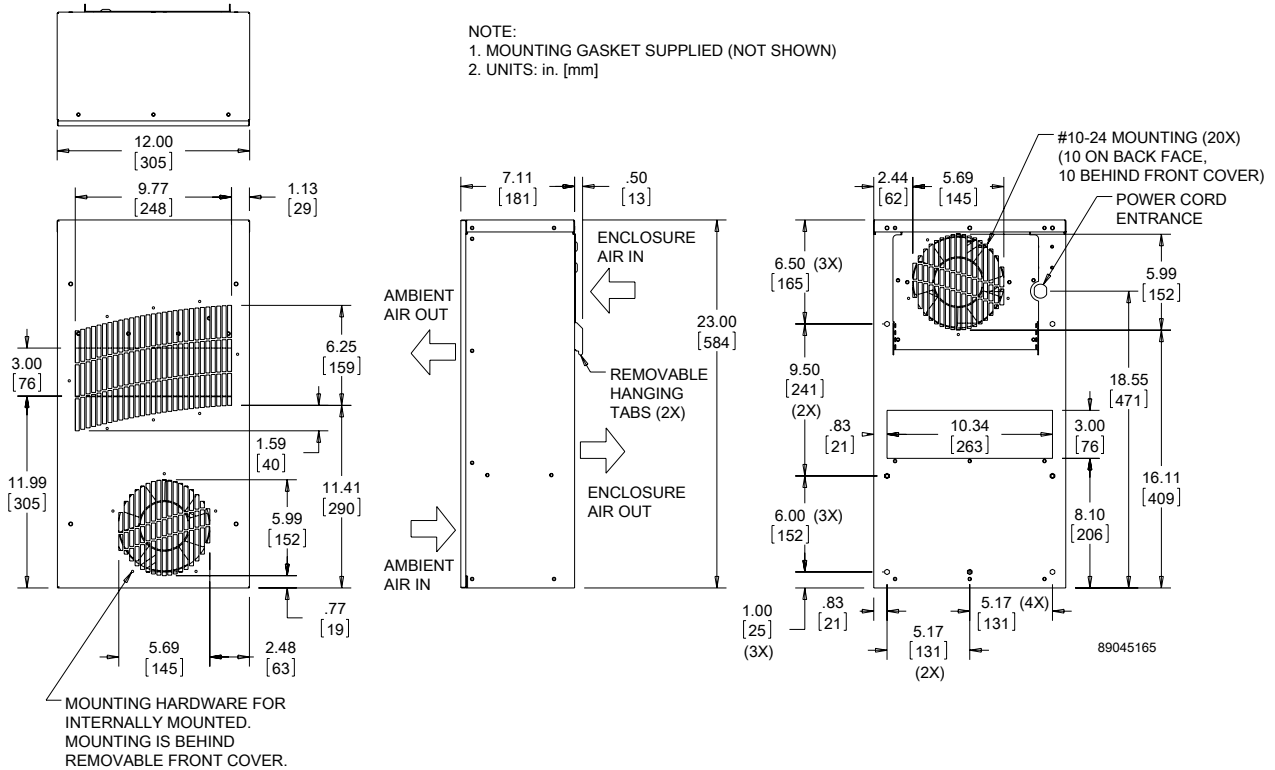 NOTE:
1. MOUNTING GASKET SUPPLIED (NOT SHOWN)
2. UNITS: in. [mm]
12.00
[305]
9.77
[248]
1.13
[29]
3.00
[76]
11.99
[305]
6.25
[159]
1.59
[40]
11.41
[290]
5.99
[152]
.77
[19]
5.69
[145]
2.48
[63]
MOUNTING HARDWARE FOR
INTERNALLY MOUNTED.
MOUNTING IS BEHIND
REMOVABLE FRONT COVER.
7.11
[181]
.50
[13]
ENCLOSURE
AIR IN
AMBIENT
AIR OUT
23.00
[584]
REMOVABLE
HANGING
TABS (2X)
ENCLOSURE
AIR OUT
AMBIENT
AIR IN
#10-24 MOUNTING (20X)
(10 ON BACK FACE,
10 BEHIND FRONT COVER)
POWER CORD
ENTRANCE
2.44
[62]
5.69
[145]
6.50 (3X)
[165]
5.99
[152]
9.50
[241]
(2X)
18.55
[471]
.83
[21]
10.34
[263]
3.00
[76]
16.11
[409]
8.10
[206]
6.00 (3X)
[152]
1.00
[25]
(3X)
.83
[21]
5.17 (4X)
[131]
5.17
[131]
(2X)
89045165